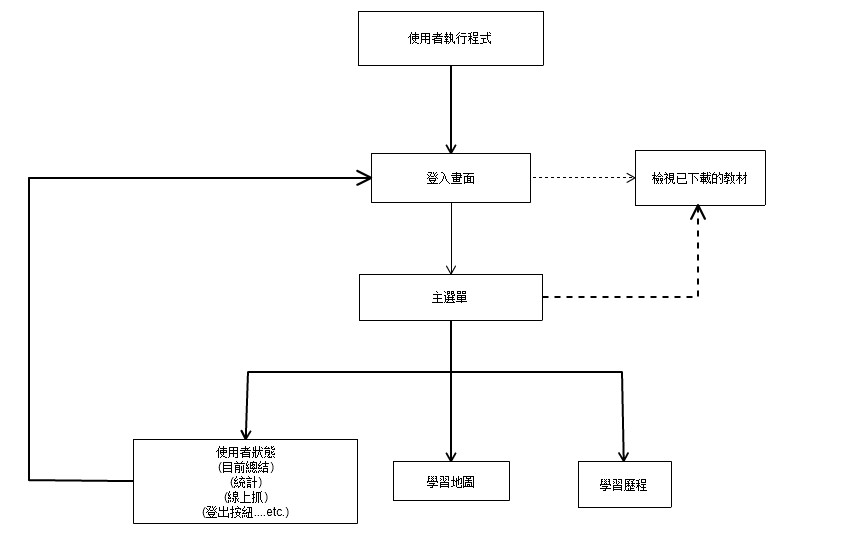 使用者執行程式
登入畫面
檢視已下載的教材
主選單
使用者狀態
(目前總結)
(統計)
(線上抓)
(登出按鈕....etc.)
學習地圖
學習歷程